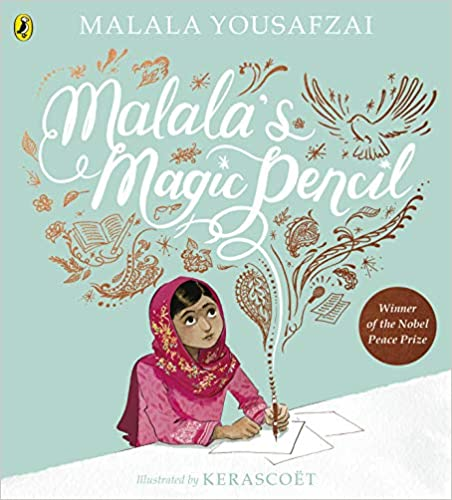 MALALA YOUSAFZAI
Malala's
Magic Pencil
Winner
of the Nobel
Peace Prize
Illustrated by KERASCOËT